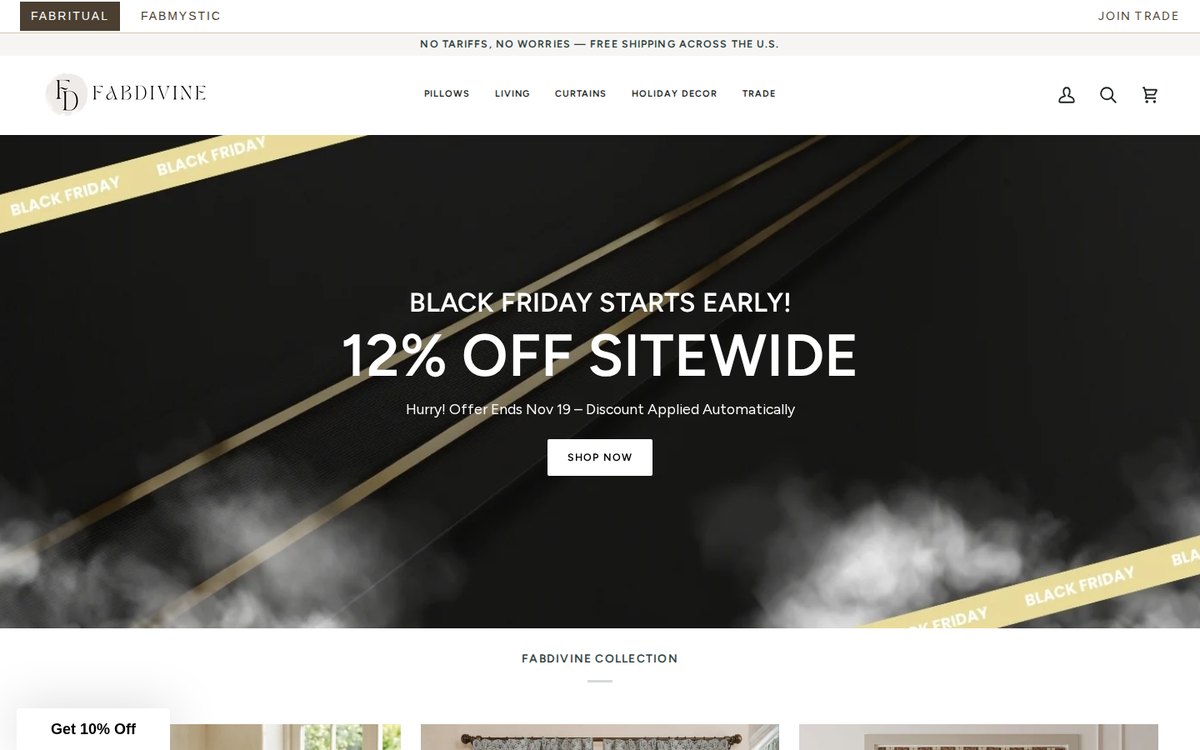 FABRITUAL
FABMYSTIC
JOIN TRADE
NO TARIFFS, NO WORRIES — FREE SHIPPING ACROSS THE U.S.
FD
FABDIVINE
PILLOWS
LIVING
CURTAINS
HOLIDAY DECOR
TRADE
BLACK FRIDAY BLACK FRIDAY
BLACK FRIDAY STARTS EARLY!
12% OFF SITEWIDE
Hurry! Offer Ends Nov 19 – Discount Applied Automatically
SHOP NOW
FRIDAY BLACK FRIDAY
FABDIVINE COLLECTION
Get 10% Off